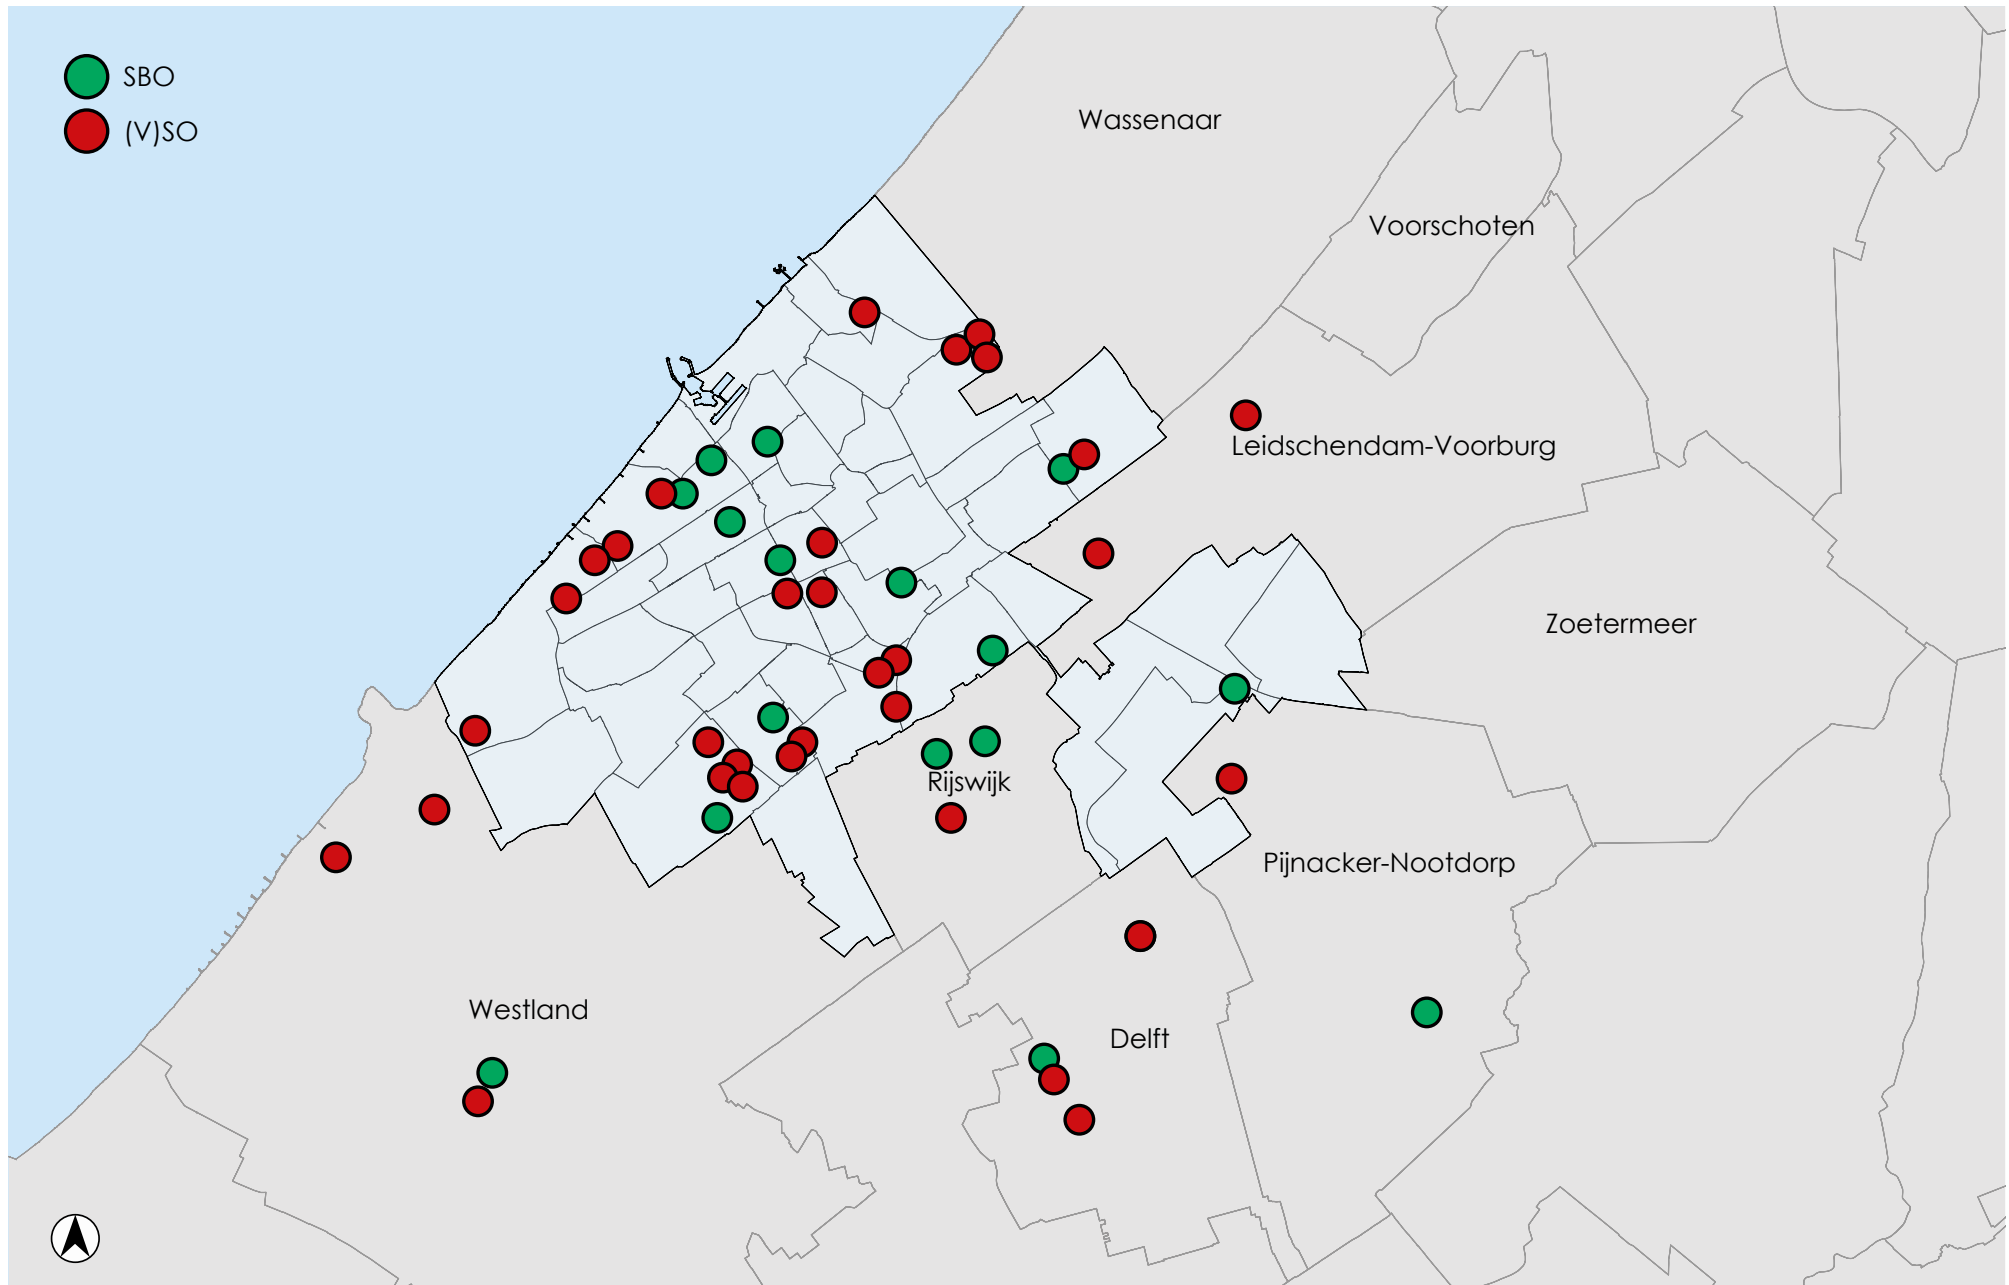 SBO
(V)SO
Wassenaar
Voorschoten
Leidschendam-Voorburg
Zoetermeer
Rijswijk
Pijnacker-Nootdorp
Westland
Delft